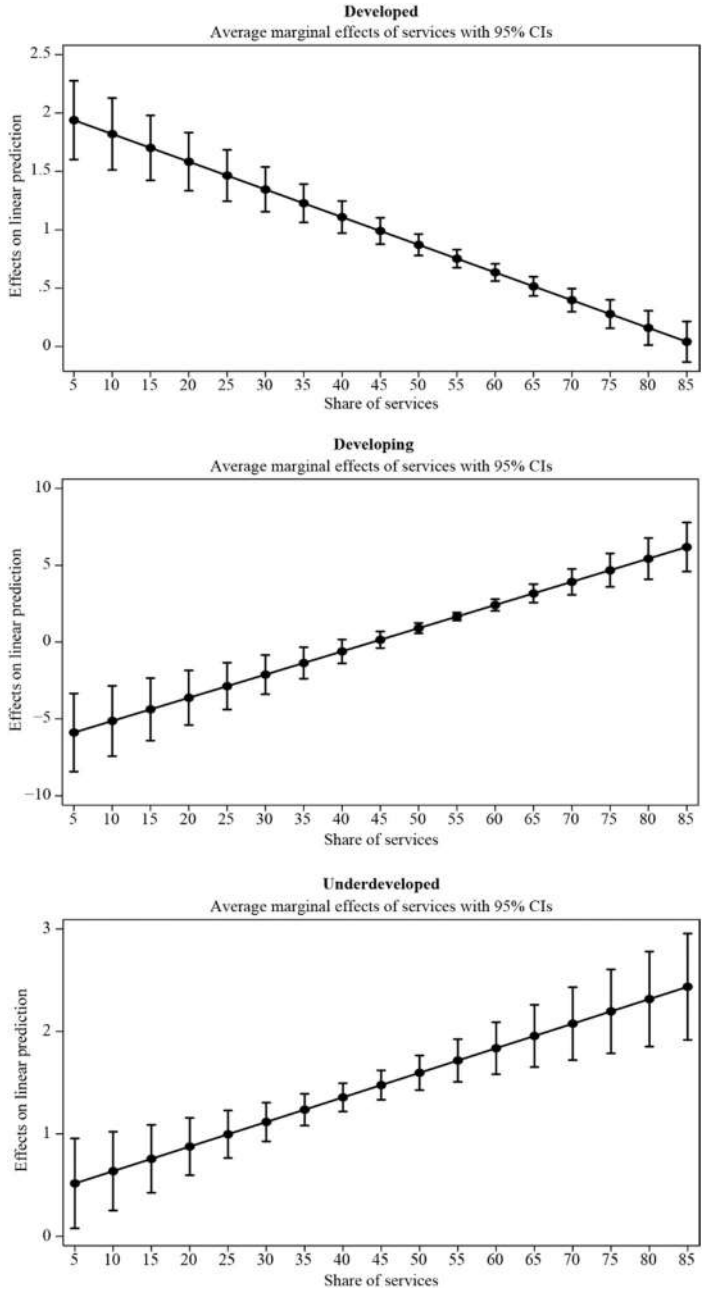 Developed
Average marginal effects of services with 95% CIs
Effects on linear prediction
2.5
2
1.5
1
.5
0
5 10 15 20 25 30 35 40 45 50 55 60 65 70 75 80 85
Share of services
Developing
Average marginal effects of services with 95% CIs
Effects on linear prediction
10
5
0
−5
−10
5 10 15 20 25 30 35 40 45 50 55 60 65 70 75 80 85
Share of services
Underdeveloped
Average marginal effects of services with 95% CIs
Effects on linear prediction
3
2
1
0
5 10 15 20 25 30 35 40 45 50 55 60 65 70 75 80 85
Share of services